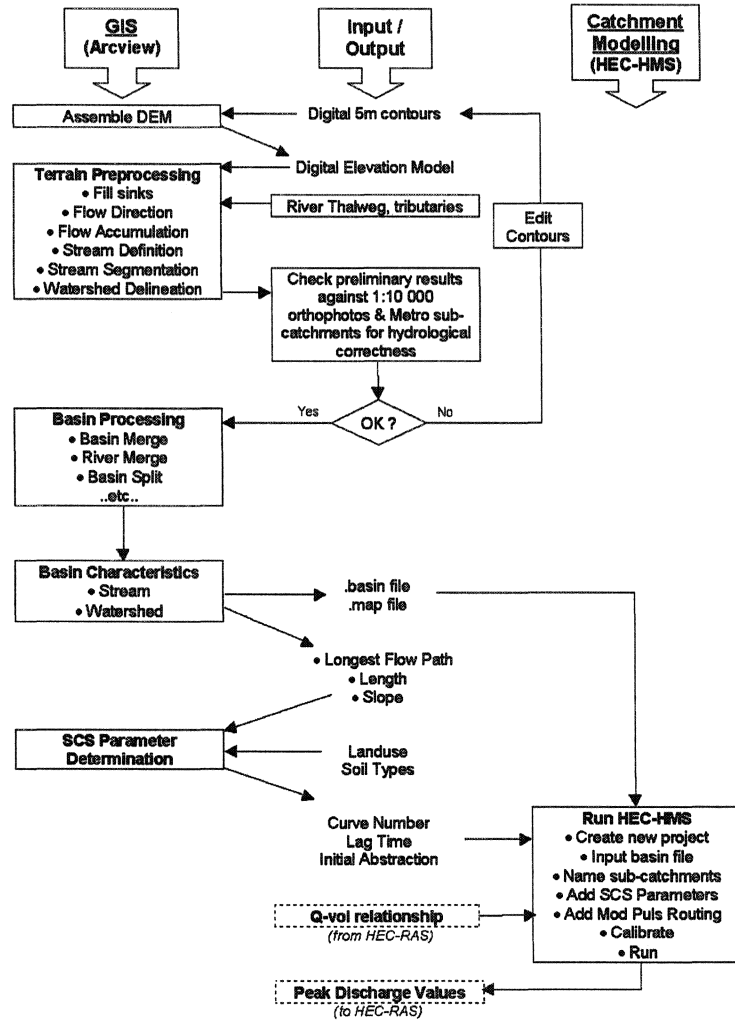 GIS
(Arcview)
Input /
Output
Catchment
Modelling
(HEC-HMS)
Assemble DEM
Digital 5m contours
Digital Elevation Model
Terrain Preprocessing
• Fill sinks
• Flow Direction
• Flow Accumulation
• Stream Definition
• Stream Segmentation
• Watershed Delineation
River Thalweg, tributaries
Edit
Contours
Check preliminary results
against 1:10 000
orthophotos & Metro sub-
catchments for hydrological
correctness
Yes
OK ?
No
Basin Processing
• Basin Merge
• River Merge
• Basin Split
..etc..
Basin Characteristics
• Stream
• Watershed
.basin file
.map file
• Longest Flow Path
• Length
• Slope
SCS Parameter
Determination
Landuse
Soil Types
Curve Number
Lag Time
Initial Abstraction
Run HEC-HMS
• Create new project
• Input basin file
• Name sub-catchments
• Add SCS Parameters
• Add Mod Puls Routing
• Calibrate
• Run
Q-vol relationship
(from HEC-RAS)
Peak Discharge Values
(to HEC-RAS)